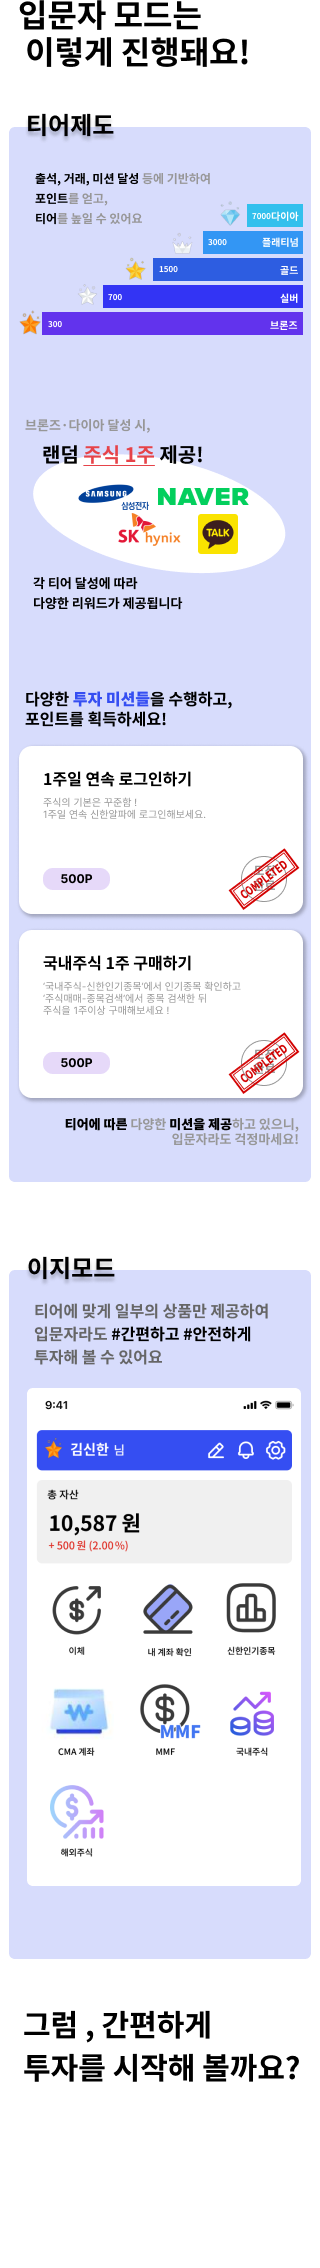 입문자 모드는
이렇게 진행돼요!
티어제도
출석, 거래, 미션 달성 등에 기반하여
포인트를 얻고,
티어를 높일 수 있어요
7000다이아
3000 플래티넘
1500 골드
700 실버
300 브론즈
브론즈·다이아 달성 시,
랜덤 주식 1주 제공!
SAMSUNG
삼성전자
NAVER
SK hynix
TALK
각 티어 달성에 따라
다양한 리워드가 제공됩니다
다양한 투자 미션들을 수행하고,
포인트를 획득하세요!
1주일 연속 로그인하기
주식의 기본은 꾸준함 !
1주일 연속 신한알파에 로그인해보세요.
500P
COMPLETED
국내주식 1주 구매하기
'국내주식-신한인기종목'에서 인기종목 확인하고
'주식매매-종목검색'에서 종목 검색한 뒤
주식을 1주이상 구매해보세요 !
500P
COMPLETED
티어에 따른 다양한 미션을 제공하고 있으니,
입문자라도 걱정마세요!
이지모드
티어에 맞게 일부의 상품만 제공하여
입문자라도 #간편하고 #안전하게
투자해 볼 수 있어요
9:41
김신한 님
총 자산
10,587 원
+ 500 원 (2.00%)
이체
내 계좌 확인
신한인기종목
CMA 계좌
MMF
MMF
국내주식
해외주식
그럼 , 간편하게
투자를 시작해 볼까요?